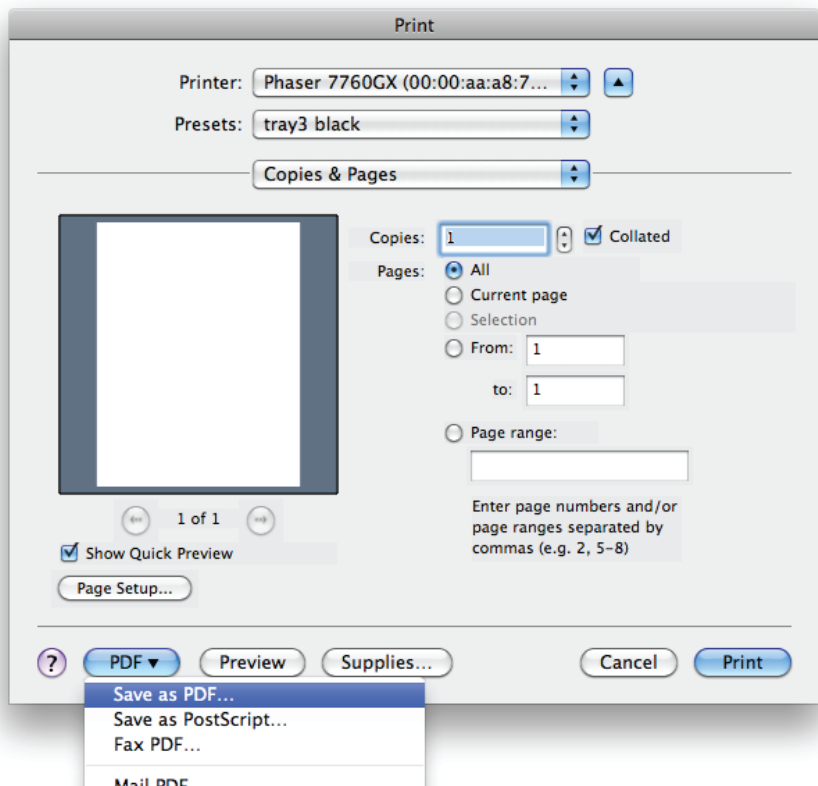 Print
Printer: Phaser 7760GX (00:00:aa:a8:7...
Presets: tray3 black
Copies & Pages
Copies: 1 Collated
Pages: All
Current page
Selection
From: 1
to: 1
Page range:
Enter page numbers and/or
page ranges separated by
commas (e.g. 2, 5-8)
1 of 1
Show Quick Preview
Page Setup...
? PDF▼ Preview Supplies... Cancel Print
Save as PDF...
Save as PostScript...
Fax PDF...
Mail PDF